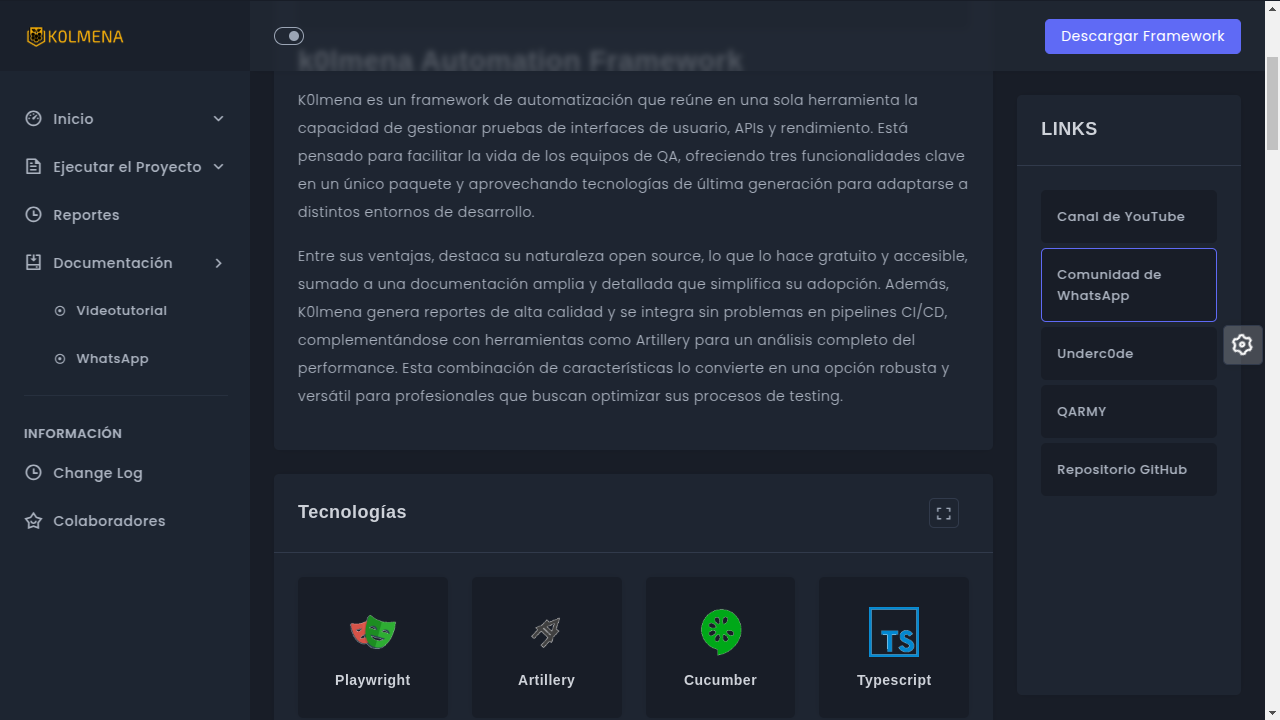 K0LMENA
Inicio
Ejecutar el Proyecto
Reportes
Documentación
Videotutorial
WhatsApp
INFORMACIÓN
Change Log
Colaboradores
Descargar Framework
k0lmena Automation Framework
K0lmena es un framework de automatización que reúne en una sola herramienta la
capacidad de gestionar pruebas de interfaces de usuario, APIs y rendimiento. Está
pensado para facilitar la vida de los equipos de QA, ofreciendo tres funcionalidades clave
en un único paquete y aprovechando tecnologías de última generación para adaptarse a
distintos entornos de desarrollo.
Entre sus ventajas, destaca su naturaleza open source, lo que lo hace gratuito y accesible,
sumado a una documentación amplia y detallada que simplifica su adopción. Además,
K0lmena genera reportes de alta calidad y se integra sin problemas en pipelines CI/CD,
complementándose con herramientas como Artillery para un análisis completo del
performance. Esta combinación de características lo convierte en una opción robusta y
versátil para profesionales que buscan optimizar sus procesos de testing.
Tecnologías
TS
Playwright
Artillery
Cucumber
Typescript
LINKS
Canal de YouTube
Comunidad de
WhatsApp
Underc0de
QARMY
Repositorio GitHub